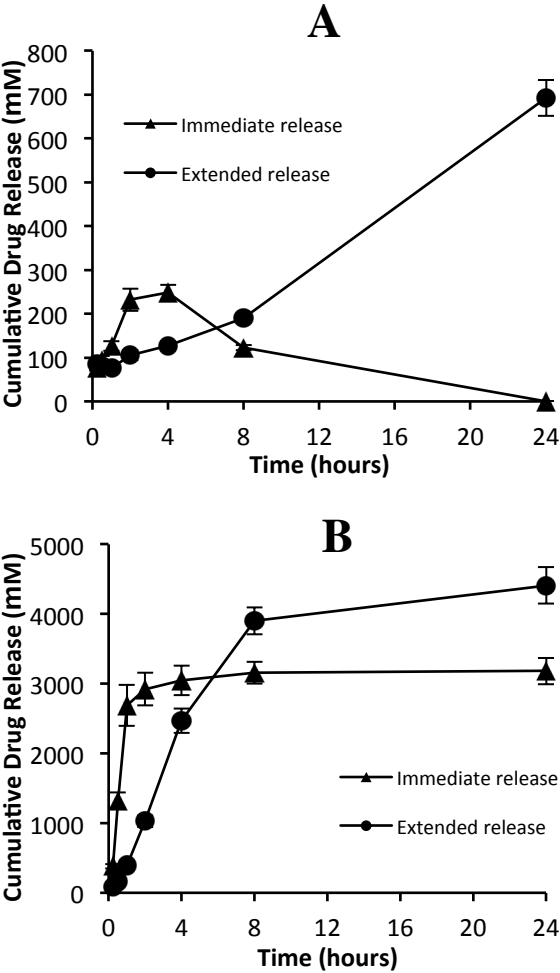 A
Cumulative Drug Release (mM)
800
700
600
500
400
300
200
100
0
Immediate release
Extended release
0 4 8 12 16 20 24
Time (hours)
B
Cumulative Drug Release (mM)
5000
4000
3000
2000
1000
0
Immediate release
Extended release
0 4 8 12 16 20 24
Time (hours)